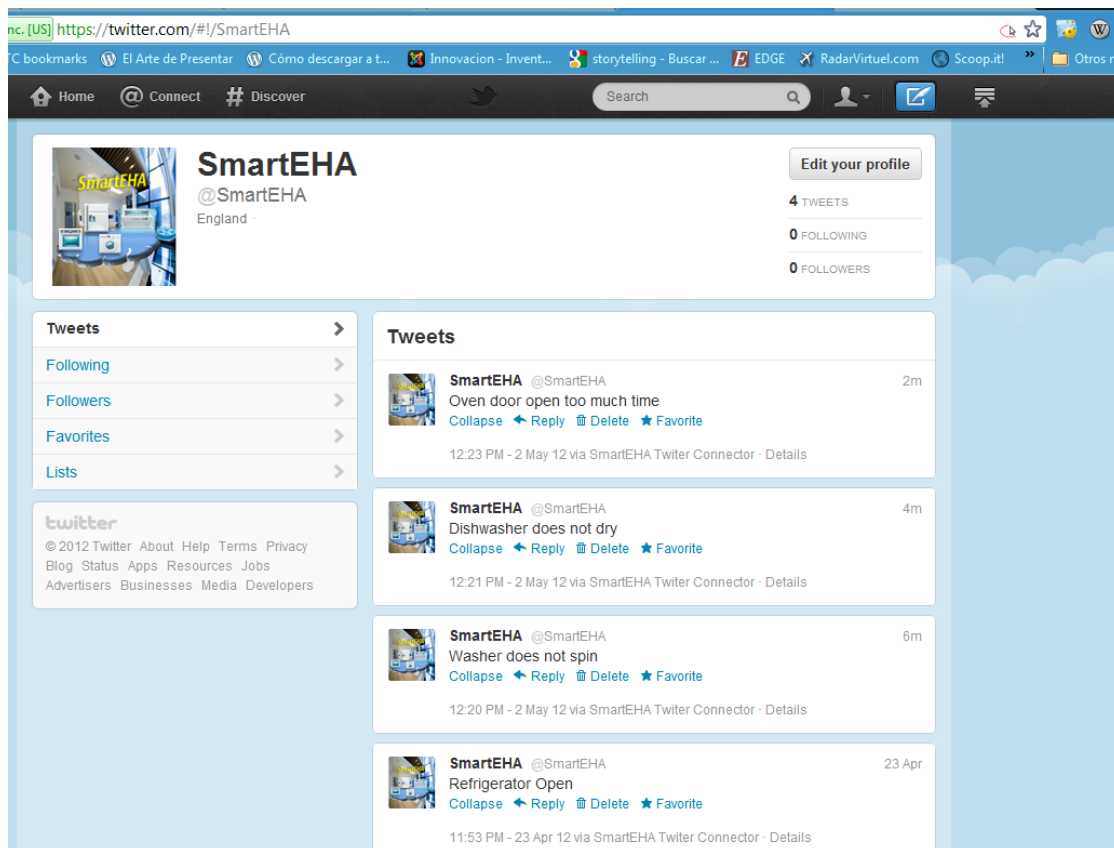 nc. [US] https://twitter.com/#!/SmartEHA
TC bookmarks El Arte de Presentar Cómo descargar a t... Innovacion - Invent... storytelling - Buscar ... EDGE RadarVirtuel.com Scoop.it! » Otros
Home Connect Discover Search
SmartEHA
SmartEHA
@SmartEHA
England
Edit your profile
4 TWEETS
0 FOLLOWING
0 FOLLOWERS
Tweets
Following
Followers
Favorites
Lists
twitter
© 2012 Twitter About Help Terms Privacy
Blog Status Apps Resources Jobs
Advertisers Businesses Media Developers
Tweets
SmartEHA @SmartEHA 2m
Oven door open too much time
Collapse Reply Delete Favorite
12:23 PM - 2 May 12 via SmartEHA Twiter Connector · Details
SmartEHA @SmartEHA 4m
Dishwasher does not dry
Collapse Reply Delete Favorite
12:21 PM - 2 May 12 via SmartEHA Twiter Connector · Details
SmartEHA @SmartEHA 6m
Washer does not spin
Collapse Reply Delete Favorite
12:20 PM - 2 May 12 via SmartEHA Twiter Connector · Details
SmartEHA @SmartEHA 23 Apr
Refrigerator Open
Collapse Reply Delete Favorite
11:53 PM - 23 Apr 12 via SmartEHA Twiter Connector · Details